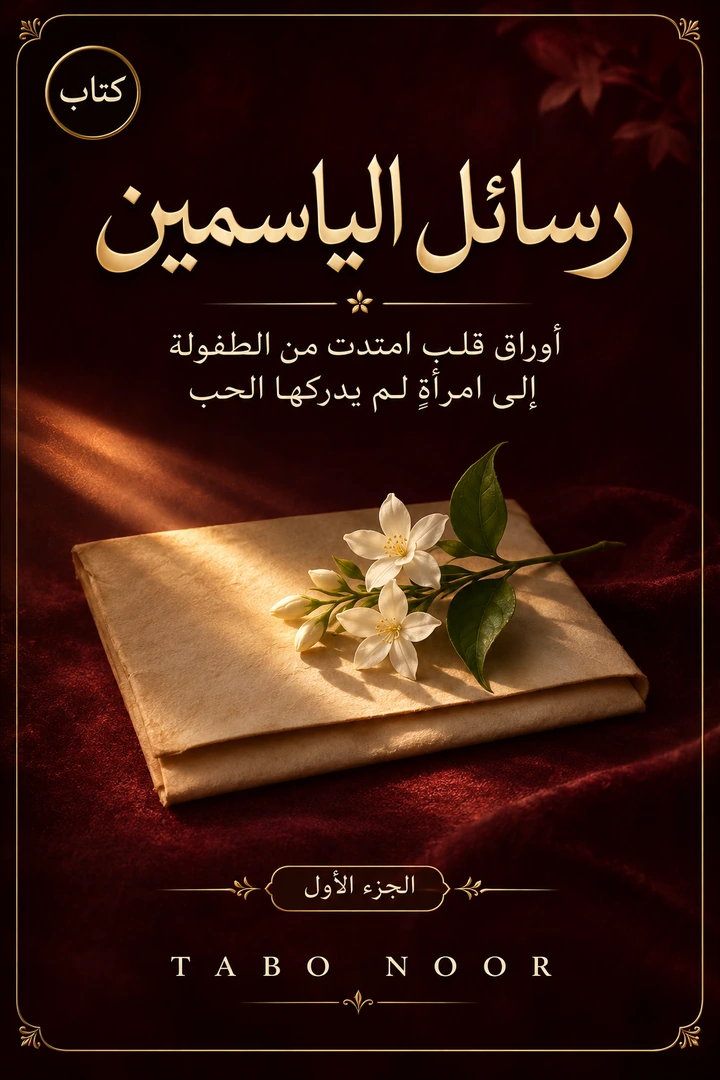 كتاب
رسائل الياسمين
أوراق قلب امتدت من الطفولة
إلى امرأةٍ لم يدركها الحب
الجزء الأول
TABO NOOR